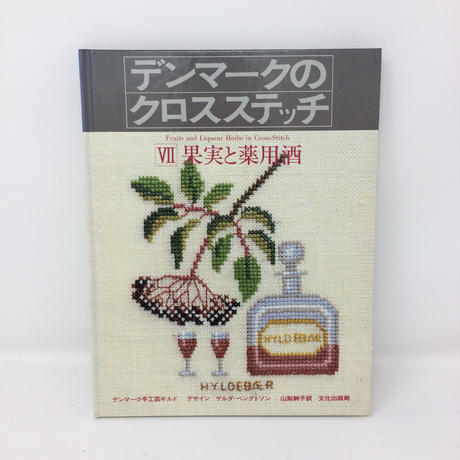 デンマークの
クロスステッチ
Fruits and Liqueur Herbs in Cross-Stitch
VII 果実と薬用酒
HYLDEBÆR
HYLDEBÆR
デンマーク手工芸ギルド デザイン ゲルダ・ベングトソン 山梨幹子訳 文化出版局